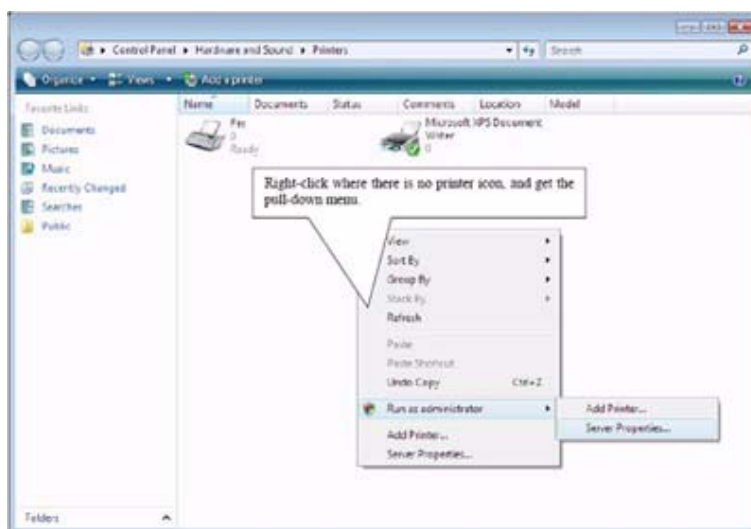 Control Panel ▸ Hardware and Sound ▸ Printers
Search
Organize
Views
Add a printer
Favorite Links
Name
Documents
Status
Comments
Location
Model
Documents
Pictures
Music
Recently Changed
Searches
Public
Fax
0
Ready
Microsoft XPS Document
Writer
0
Right-click where there is no printer icon, and get the
pull-down menu.
View
Sort By
Group By
Stack By
Refresh
Paste
Paste Shortcut
Undo Copy
Ctrl+Z
Run as administrator
Add Printer...
Server Properties...
Add Printer...
Server Properties...
Folders